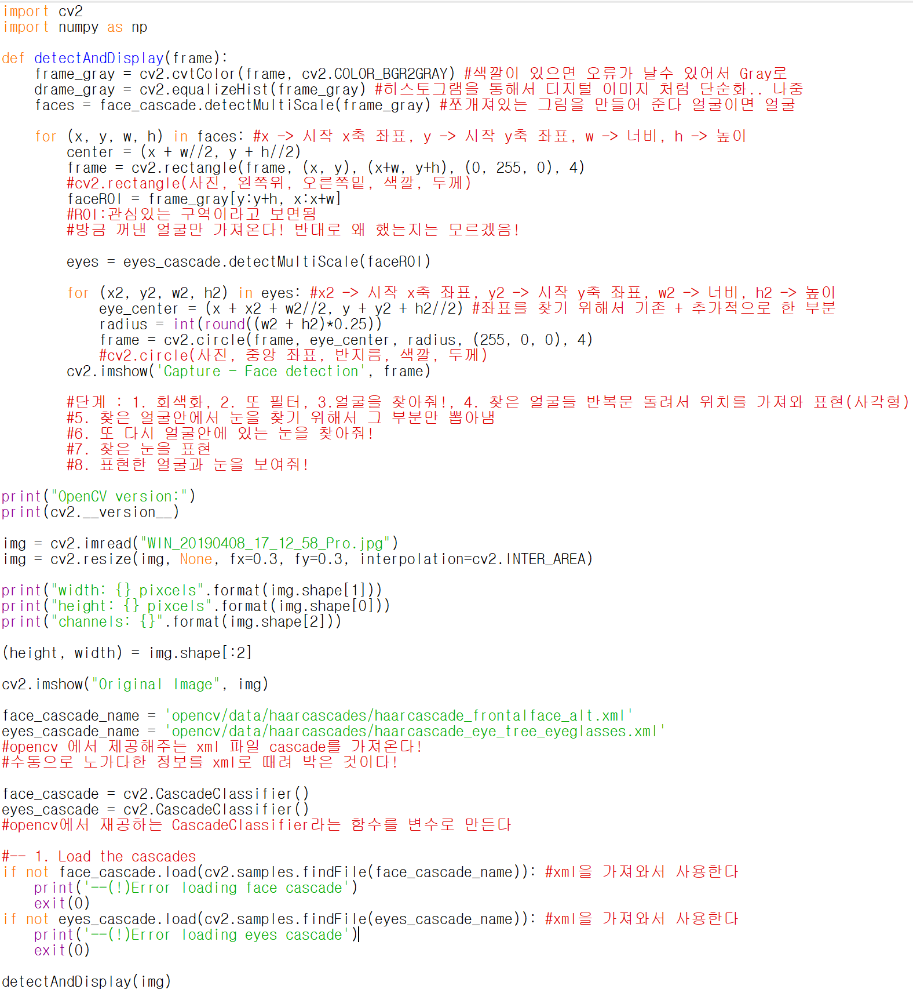 import cv2
import numpy as np

def detectAndDisplay(frame):
    frame_gray = cv2.cvtColor(frame, cv2.COLOR_BGR2GRAY) #색깔이 있으면 오류가 날수 있어서 Gray로
    drame_gray = cv2.equalizeHist(frame_gray) #히스토그램을 통해서 디지털 이미지 처럼 단순화.. 나중
    faces = face_cascade.detectMultiScale(frame_gray) #쪼개져있는 그림을 만들어 준다 얼굴이면 얼굴

    for (x, y, w, h) in faces: #x -> 시작 x축 좌표, y -> 시작 y축 좌표, w -> 너비, h -> 높이
        center = (x + w//2, y + h//2)
        frame = cv2.rectangle(frame, (x, y), (x+w, y+h), (0, 255, 0), 4)
        #cv2.rectangle(사진, 왼쪽위, 오른쪽밑, 색깔, 두께)
        faceROI = frame_gray[y:y+h, x:x+w]
        #ROI:관심있는 구역이라고 보면됨
        #방금 꺼낸 얼굴만 가져온다! 반대로 왜 했는지는 모르겠음!

        eyes = eyes_cascade.detectMultiScale(faceROI)

        for (x2, y2, w2, h2) in eyes: #x2 -> 시작 x축 좌표, y2 -> 시작 y축 좌표, w2 -> 너비, h2 -> 높이
            eye_center = (x + x2 + w2//2, y + y2 + h2//2) #좌표를 찾기 위해서 기존 + 추가적으로 한 부분
            radius = int(round((w2 + h2)*0.25))
            frame = cv2.circle(frame, eye_center, radius, (255, 0, 0), 4)
            #cv2.circle(사진, 중앙 좌표, 반지름, 색깔, 두께)
        cv2.imshow('Capture - Face detection', frame)

        #단계 : 1. 회색화, 2. 또 필터, 3.얼굴을 찾아줘!, 4. 찾은 얼굴들 반복문 돌려서 위치를 가져와 표현(사각형)
        #5. 찾은 얼굴안에서 눈을 찾기 위해서 그 부분만 뽑아냄
        #6. 또 다시 얼굴안에 있는 눈을 찾아줘!
        #7. 찾은 눈을 표현
        #8. 표현한 얼굴과 눈을 보여줘!

print("OpenCV version:")
print(cv2.__version__)

img = cv2.imread("WIN_20190408_17_12_58_Pro.jpg")
img = cv2.resize(img, None, fx=0.3, fy=0.3, interpolation=cv2.INTER_AREA)

print("width: {} pixcels".format(img.shape[1]))
print("height: {} pixcels".format(img.shape[0]))
print("channels: {}".format(img.shape[2]))

(height, width) = img.shape[:2]

cv2.imshow("Original Image", img)

face_cascade_name = 'opencv/data/haarcascades/haarcascade_frontalface_alt.xml'
eyes_cascade_name = 'opencv/data/haarcascades/haarcascade_eye_tree_eyeglasses.xml'
#opencv 에서 제공해주는 xml 파일 cascade를 가져온다!
#수동으로 노가다한 정보를 xml로 때려 박은 것이다!

face_cascade = cv2.CascadeClassifier()
eyes_cascade = cv2.CascadeClassifier()
#opencv에서 재공하는 CascadeClassifier라는 함수를 변수로 만든다

#-- 1. Load the cascades
if not face_cascade.load(cv2.samples.findFile(face_cascade_name)): #xml을 가져와서 사용한다
    print('--(!)Error loading face cascade')
    exit(0)
if not eyes_cascade.load(cv2.samples.findFile(eyes_cascade_name)): #xml을 가져와서 사용한다
    print('--(!)Error loading eyes cascade')
    exit(0)

detectAndDisplay(img)